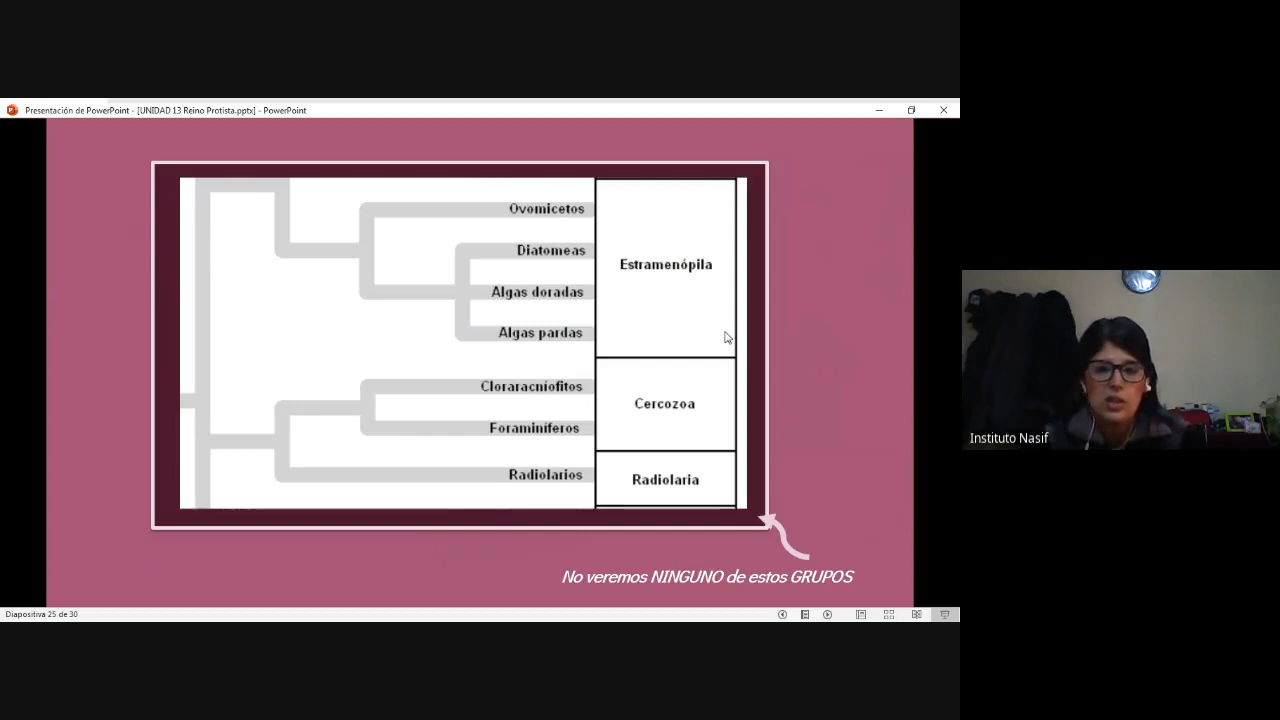 Presentación de PowerPoint - [UNIDAD 13 Reino Protista.pptx] - PowerPoint
Ovomicetos
Diatomeas
Algas doradas
Algas pardas
Estramenópila
Cloraracníofitos
Foraminíferos
Cercozoa
Radiolarios
Radiolaria
Instituto Nasif
No veremos NINGUNO de estos GRUPOS
Diapositiva 25 de 30